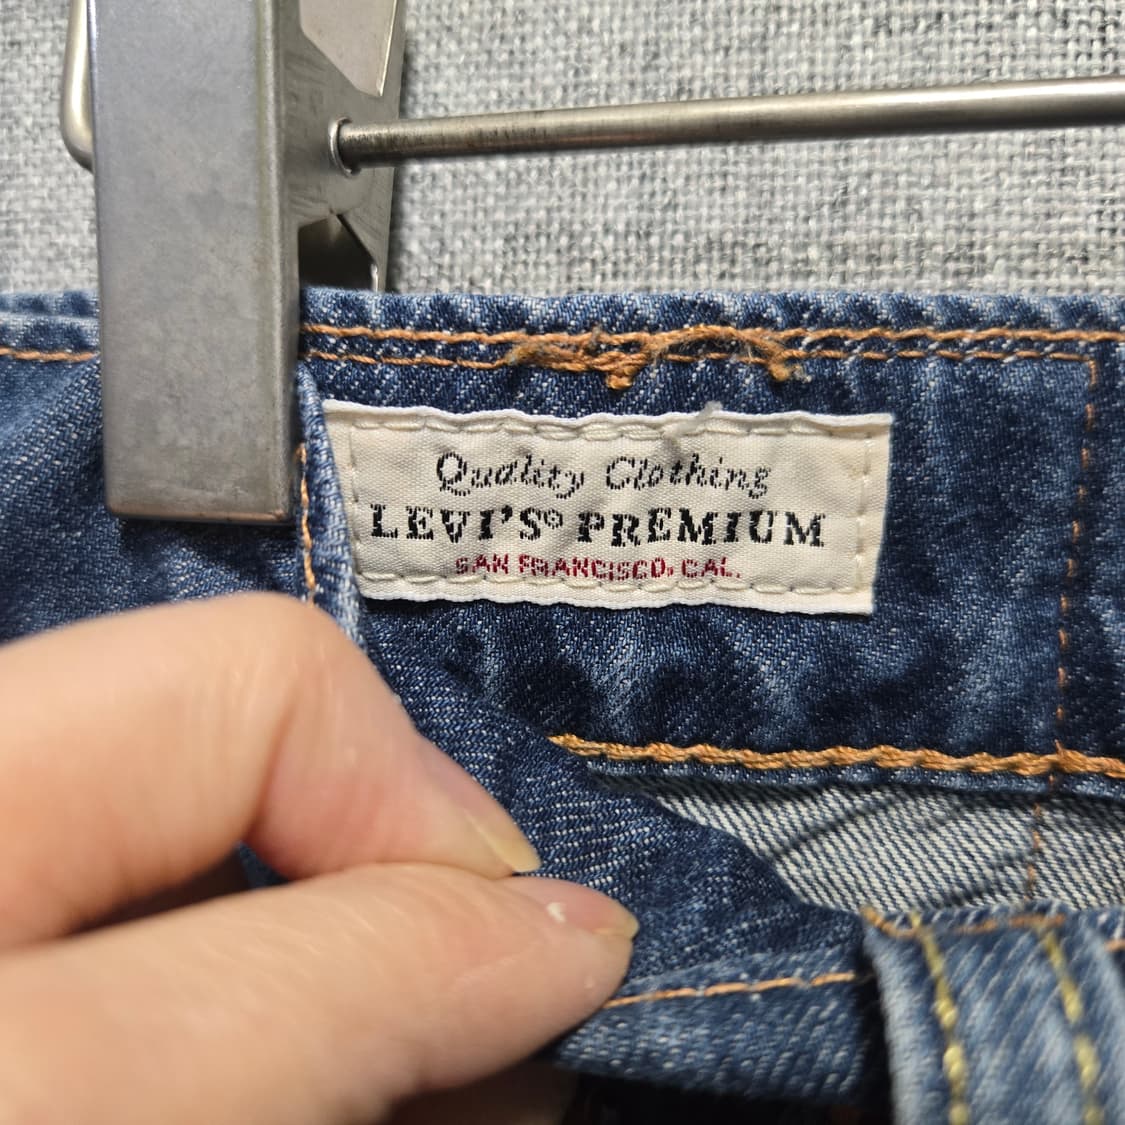 Quality Clothing
LEVI'S® PREMIUM
SAN FRANCISCO, CAL.